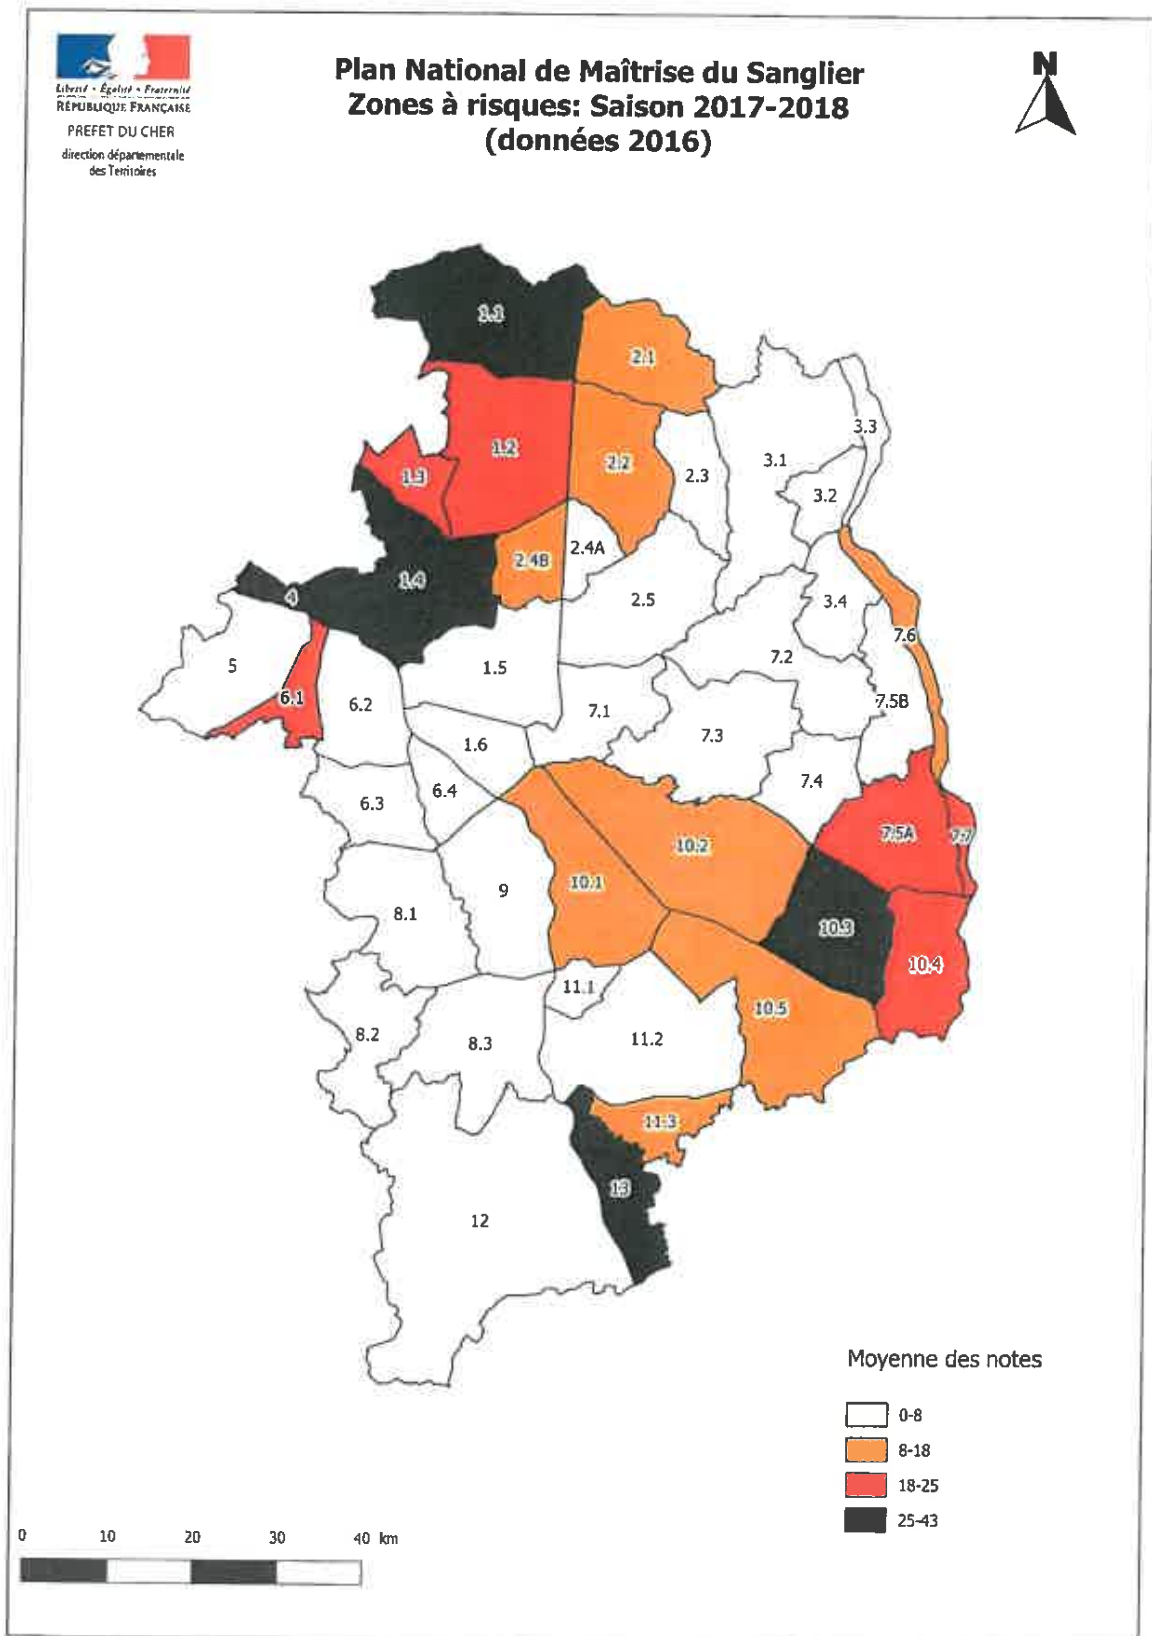 Liberté • Égalité • Fraternité
RÉPUBLIQUE FRANÇAISE
PREFET DU CHER
direction départementale
des Territoires
Plan National de Maîtrise du Sanglier
Zones à risques: Saison 2017-2018
(données 2016)
N
1.1
2.1
3.3
1.2
2.2
2.3
3.1
1.3
3.2
2.4B
2.4A
1.4
4
2.5
3.4
7.6
5
1.5
7.2
6.1
6.2
7.1
7.5B
7.3
1.6
7.4
6.4
6.3
7.5A
7.7
10.2
10.1
9
8.1
10.3
10.4
11.1
10.5
8.2
8.3
11.2
11.3
13
12
Moyenne des notes
0-8
8-18
18-25
25-43
0 10 20 30 40 km